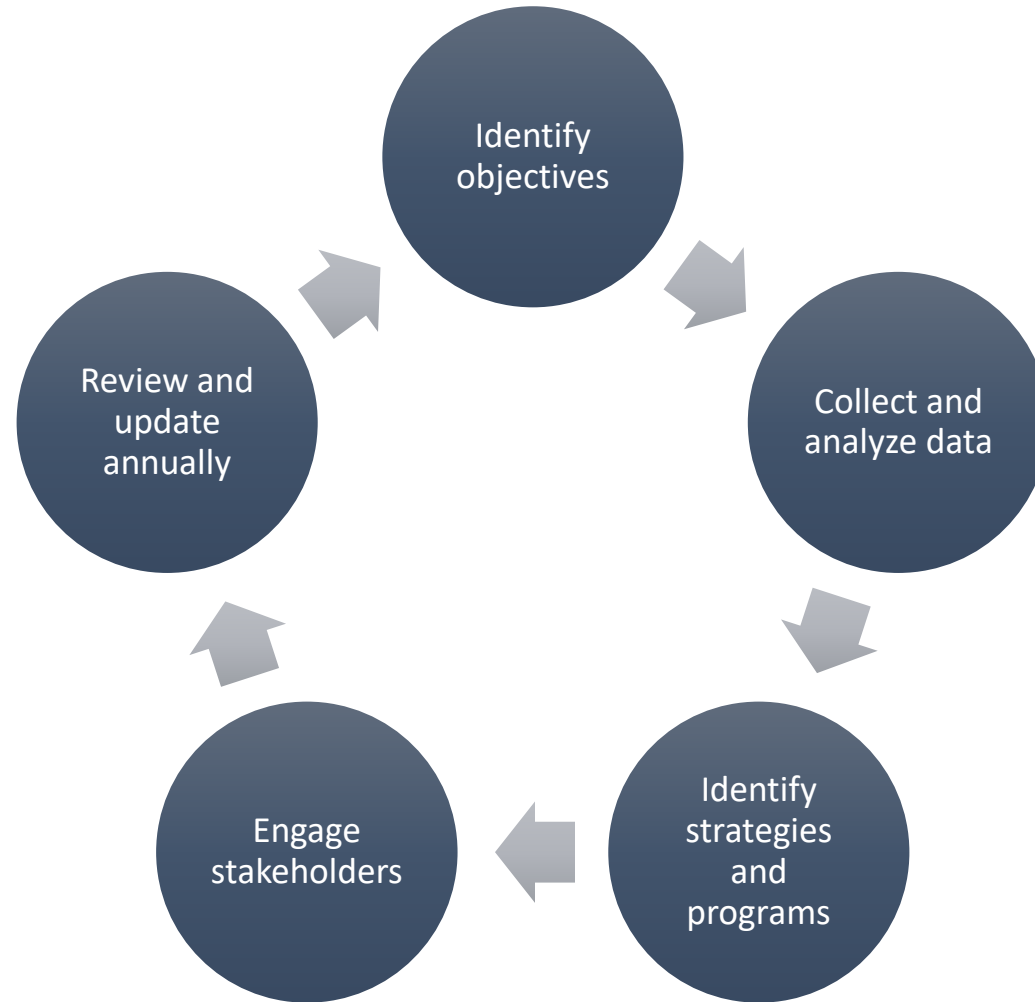 Identify
objectives
Collect and
analyze data
Identify
strategies
and
programs
Engage
stakeholders
Review and
update
annually